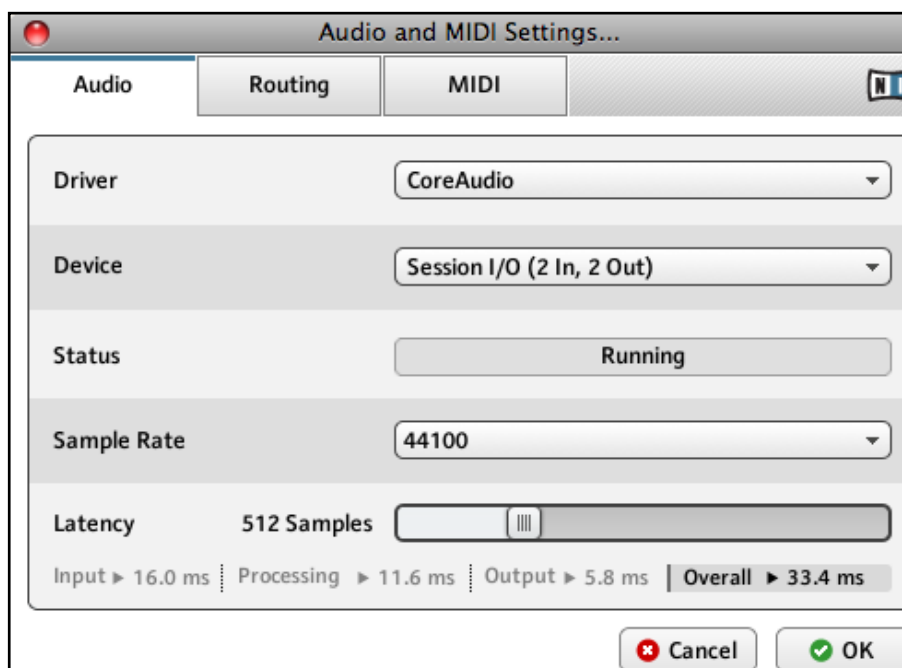 Audio and MIDI Settings...
Audio Routing MIDI
Driver CoreAudio
Device Session I/O (2 In, 2 Out)
Status Running
Sample Rate 44100
Latency 512 Samples
Input ▸ 16.0 ms Processing ▸ 11.6 ms Output ▸ 5.8 ms Overall ▸ 33.4 ms
Cancel OK